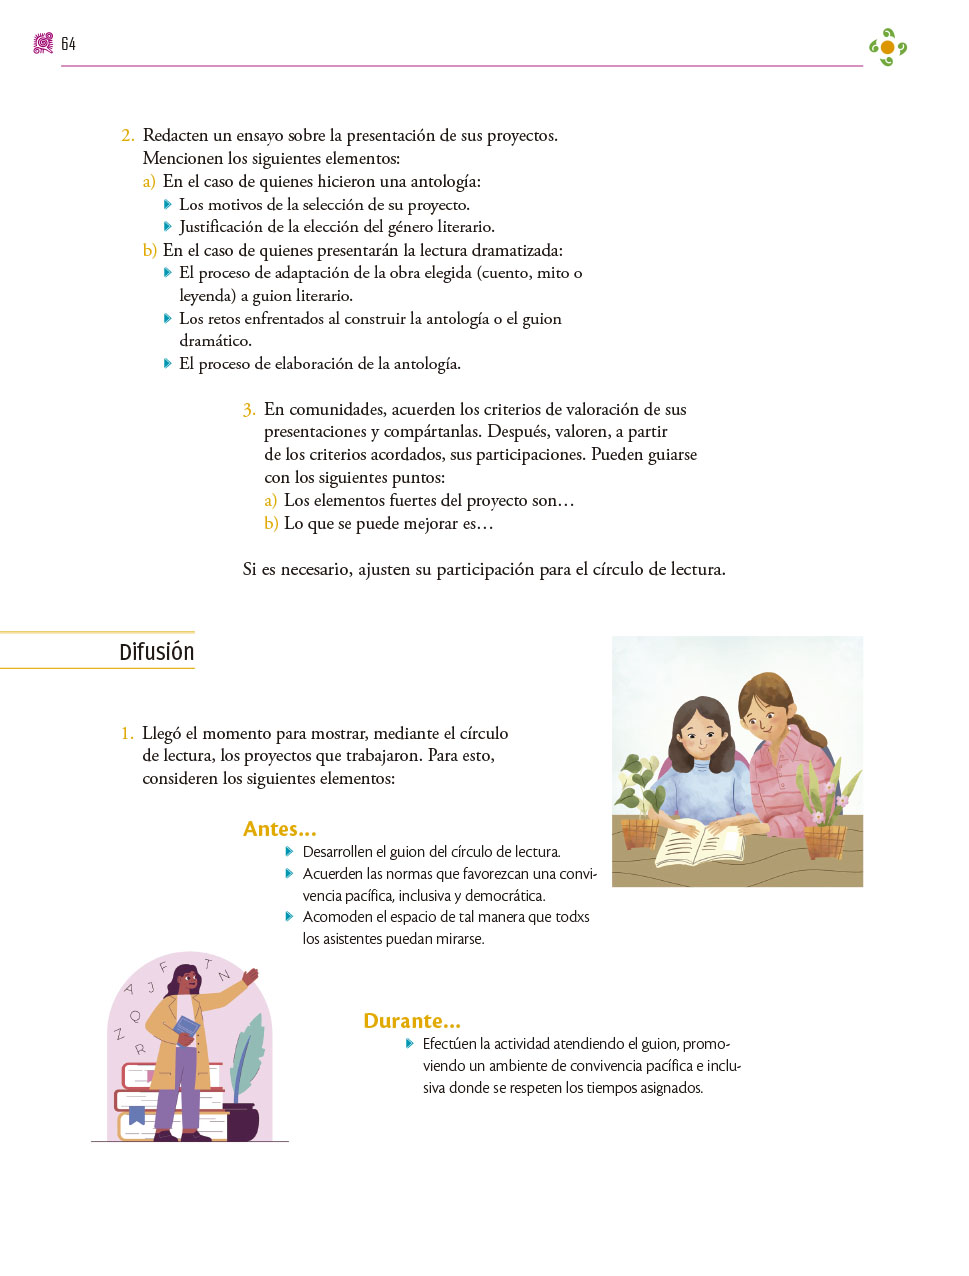 64
2. Redacten un ensayo sobre la presentación de sus proyectos.
Mencionen los siguientes elementos:
a) En el caso de quienes hicieron una antología:
Los motivos de la selección de su proyecto.
Justificación de la elección del género literario.
b) En el caso de quienes presentarán la lectura dramatizada:
El proceso de adaptación de la obra elegida (cuento, mito o
leyenda) a guion literario.
Los retos enfrentados al construir la antología o el guion
dramático.
El proceso de elaboración de la antología.
3. En comunidades, acuerden los criterios de valoración de sus
presentaciones y compártanlas. Después, valoren, a partir
de los criterios acordados, sus participaciones. Pueden guiarse
con los siguientes puntos:
a) Los elementos fuertes del proyecto son…
b) Lo que se puede mejorar es…
Si es necesario, ajusten su participación para el círculo de lectura.
Difusión
1. Llegó el momento para mostrar, mediante el círculo
de lectura, los proyectos que trabajaron. Para esto,
consideren los siguientes elementos:
Antes...
Desarrollen el guion del círculo de lectura.
Acuerden las normas que favorezcan una convi-
vencia pacífica, inclusiva y democrática.
Acomoden el espacio de tal manera que todxs
los asistentes puedan mirarse.
F T
A J N
Q
Z
R
Durante...
Efectúen la actividad atendiendo el guion, promo-
viendo un ambiente de convivencia pacífica e inclu-
siva donde se respeten los tiempos asignados.